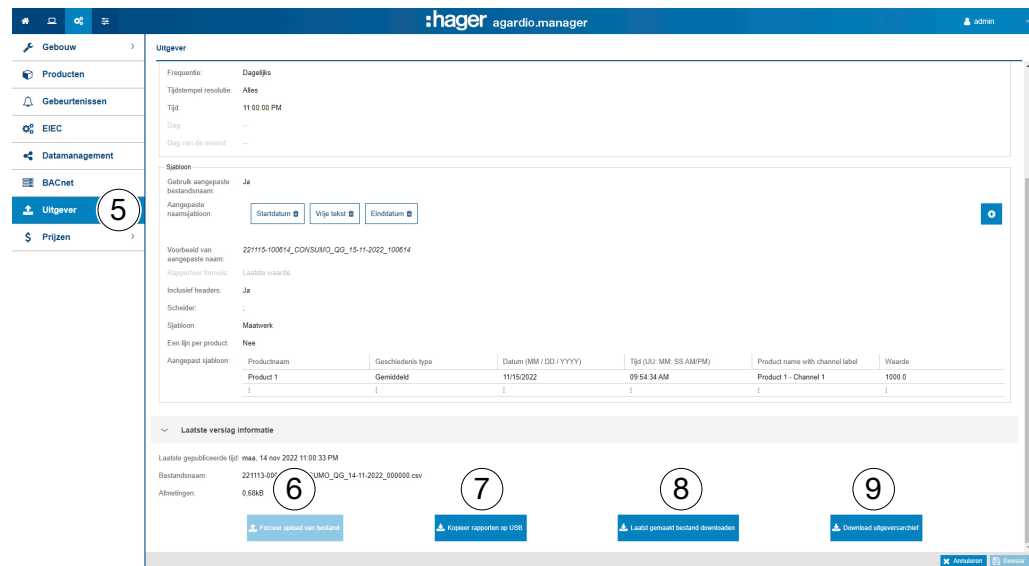 :hager agardio.manager
admin
Gebouw
Producten
Gebeurtenissen
EIEC
Datamanagement
BACnet
Uitgever
5
Prijzen
Uitgever
Frequentie: Dagelijks
Tijdstempel resolutie: Alles
Tijd: 11:00:00 PM
Dag: --
Dag van de maand: --
Sjabloon
Gebruik aangepaste bestandsnaam: Ja
Aangepaste naamsjabloon: Startdatum Vrije tekst Einddatum
Voorbeeld van aangepaste naam: 221115-100614_CONSUMO_QG_15-11-2022_100614
Rapporteer formule: Laatste waarde
Inclusief headers: Ja
Scheider: ;
Sjabloon: Maatwerk
Een lijn per product: Nee
Aangepast sjabloon: Productnaam Geschiedenis type Datum (MM / DD / YYYY) Tijd (UU: MM: SS AM/PM) Product name with channel label Waarde
Product 1 Gemiddeld 11/15/2022 09:54:34 AM Product 1 - Channel 1 1000.0
Laatste verslag informatie
Laatste gepubliceerde tijd: maa, 14 nov 2022 11:00:33 PM
Bestandsnaam: 221113-00 UMO_QG_14-11-2022_000000.csv
Afmetingen: 0,68kB
6 7 8 9
Forceer upload van bestand Kopieer rapporten op USB Laatst gemaakt bestand downloaden Download uitgeversarchief
Annuleren Bewaar